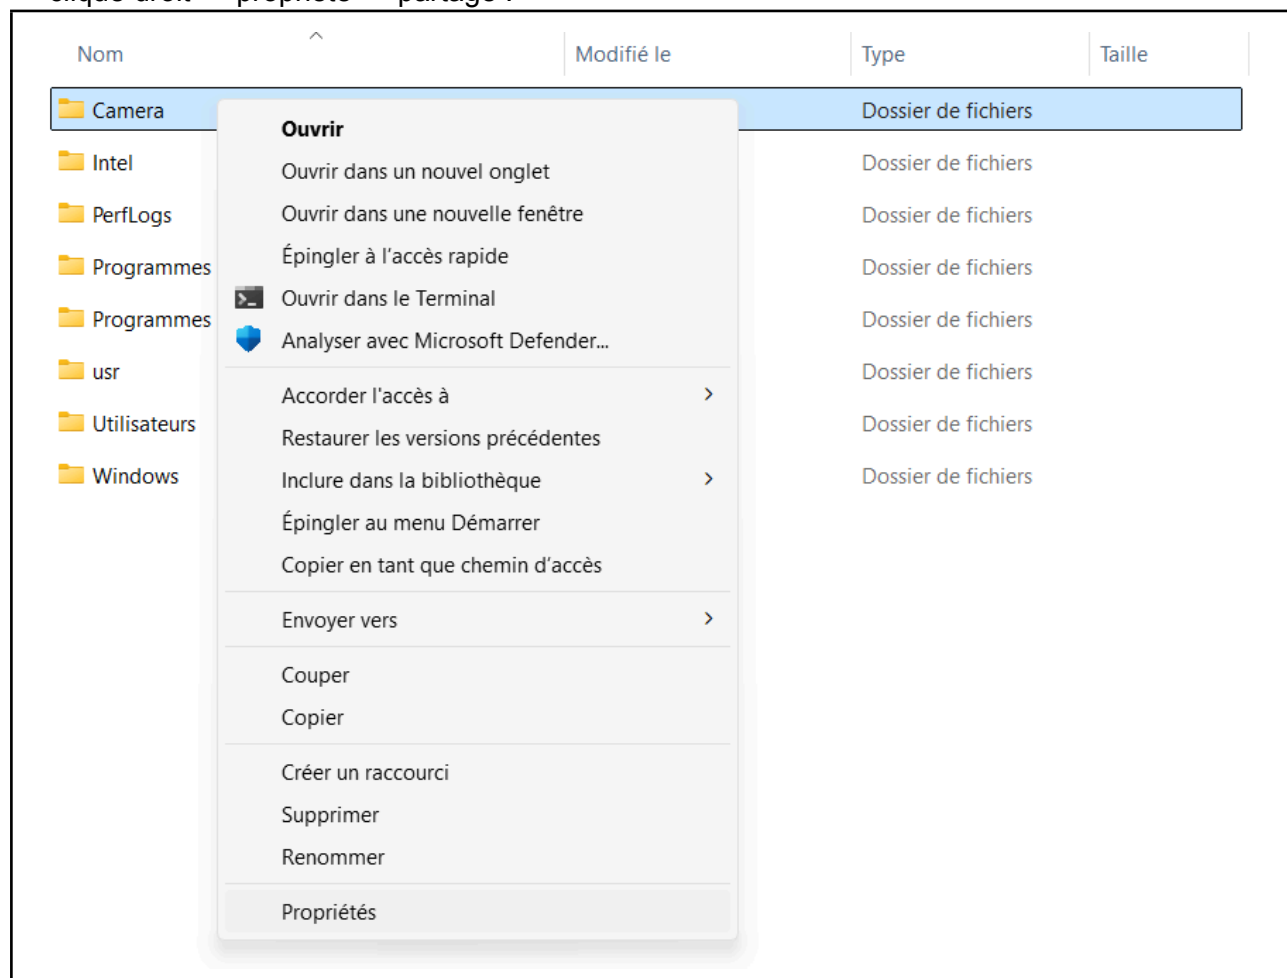 clique droit propriété partage :
Nom Modifié le Type Taille
Camera Dossier de fichiers
Intel Dossier de fichiers
PerfLogs Dossier de fichiers
Programmes Dossier de fichiers
Programmes Dossier de fichiers
usr Dossier de fichiers
Utilisateurs Dossier de fichiers
Windows Dossier de fichiers
Ouvrir
Ouvrir dans un nouvel onglet
Ouvrir dans une nouvelle fenêtre
Épingler à l’accès rapide
Ouvrir dans le Terminal
Analyser avec Microsoft Defender...
Accorder l'accès à
Restaurer les versions précédentes
Inclure dans la bibliothèque
Épingler au menu Démarrer
Copier en tant que chemin d’accès
Envoyer vers
Couper
Copier
Créer un raccourci
Supprimer
Renommer
Propriétés